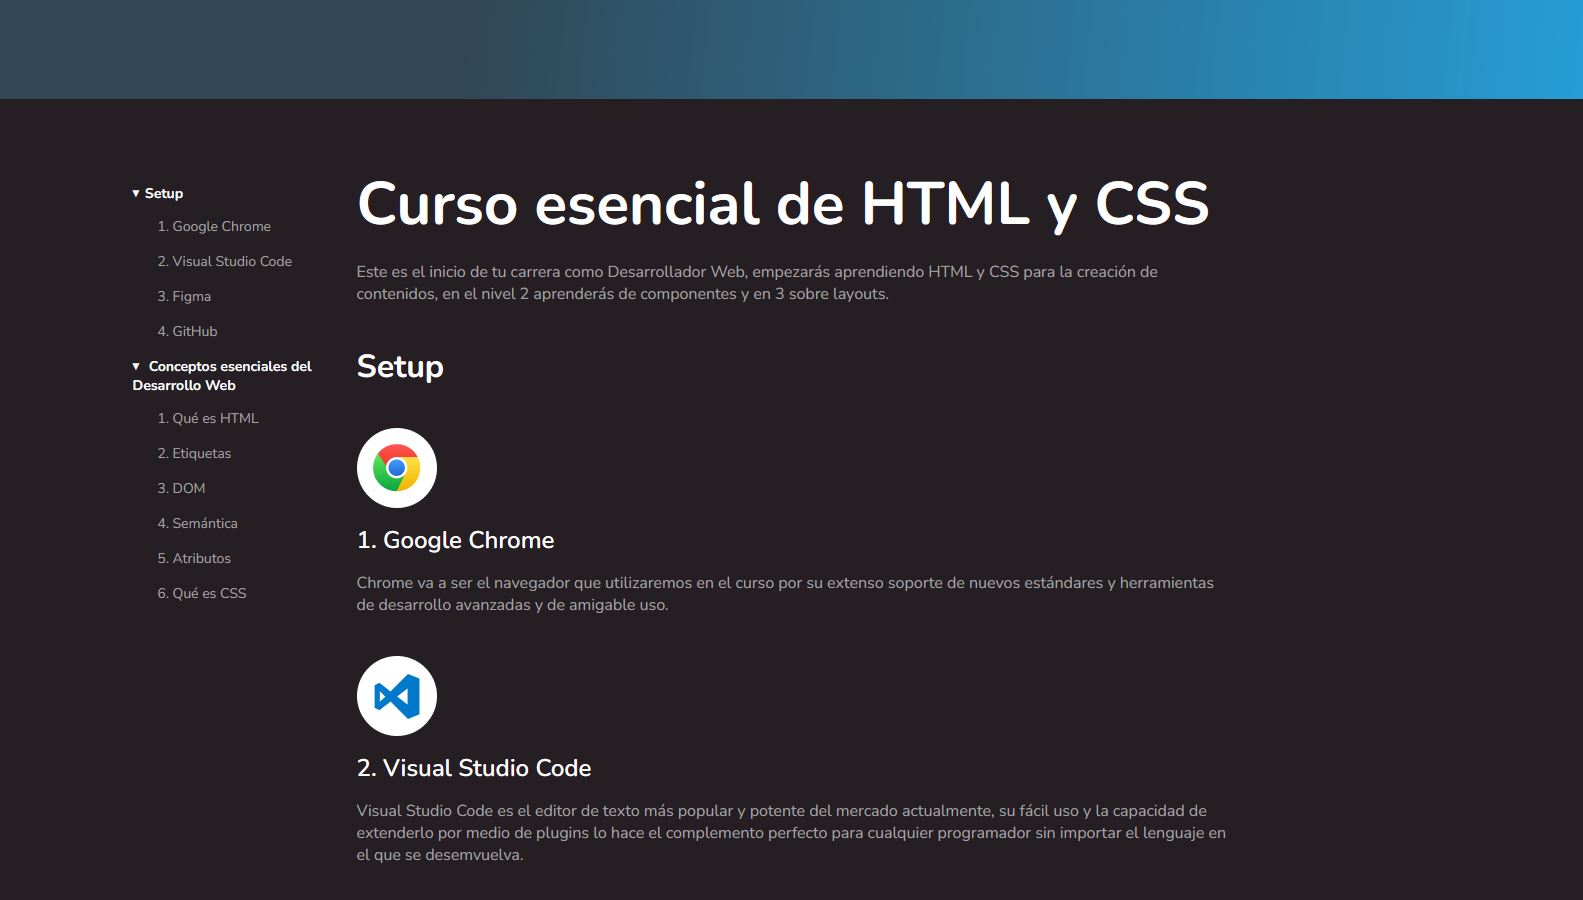 ▼ Setup
1. Google Chrome
2. Visual Studio Code
3. Figma
4. GitHub
▼ Conceptos esenciales del
Desarrollo Web
1. Qué es HTML
2. Etiquetas
3. DOM
4. Semántica
5. Atributos
6. Qué es CSS
Curso esencial de HTML y CSS
Este es el inicio de tu carrera como Desarrollador Web, empezarás aprendiendo HTML y CSS para la creación de
contenidos, en el nivel 2 aprenderás de componentes y en 3 sobre layouts.
Setup
1. Google Chrome
Chrome va a ser el navegador que utilizaremos en el curso por su extenso soporte de nuevos estándares y herramientas
de desarrollo avanzadas y de amigable uso.
2. Visual Studio Code
Visual Studio Code es el editor de texto más popular y potente del mercado actualmente, su fácil uso y la capacidad de
extenderlo por medio de plugins lo hace el complemento perfecto para cualquier programador sin importar el lenguaje en
el que se desemvuelva.